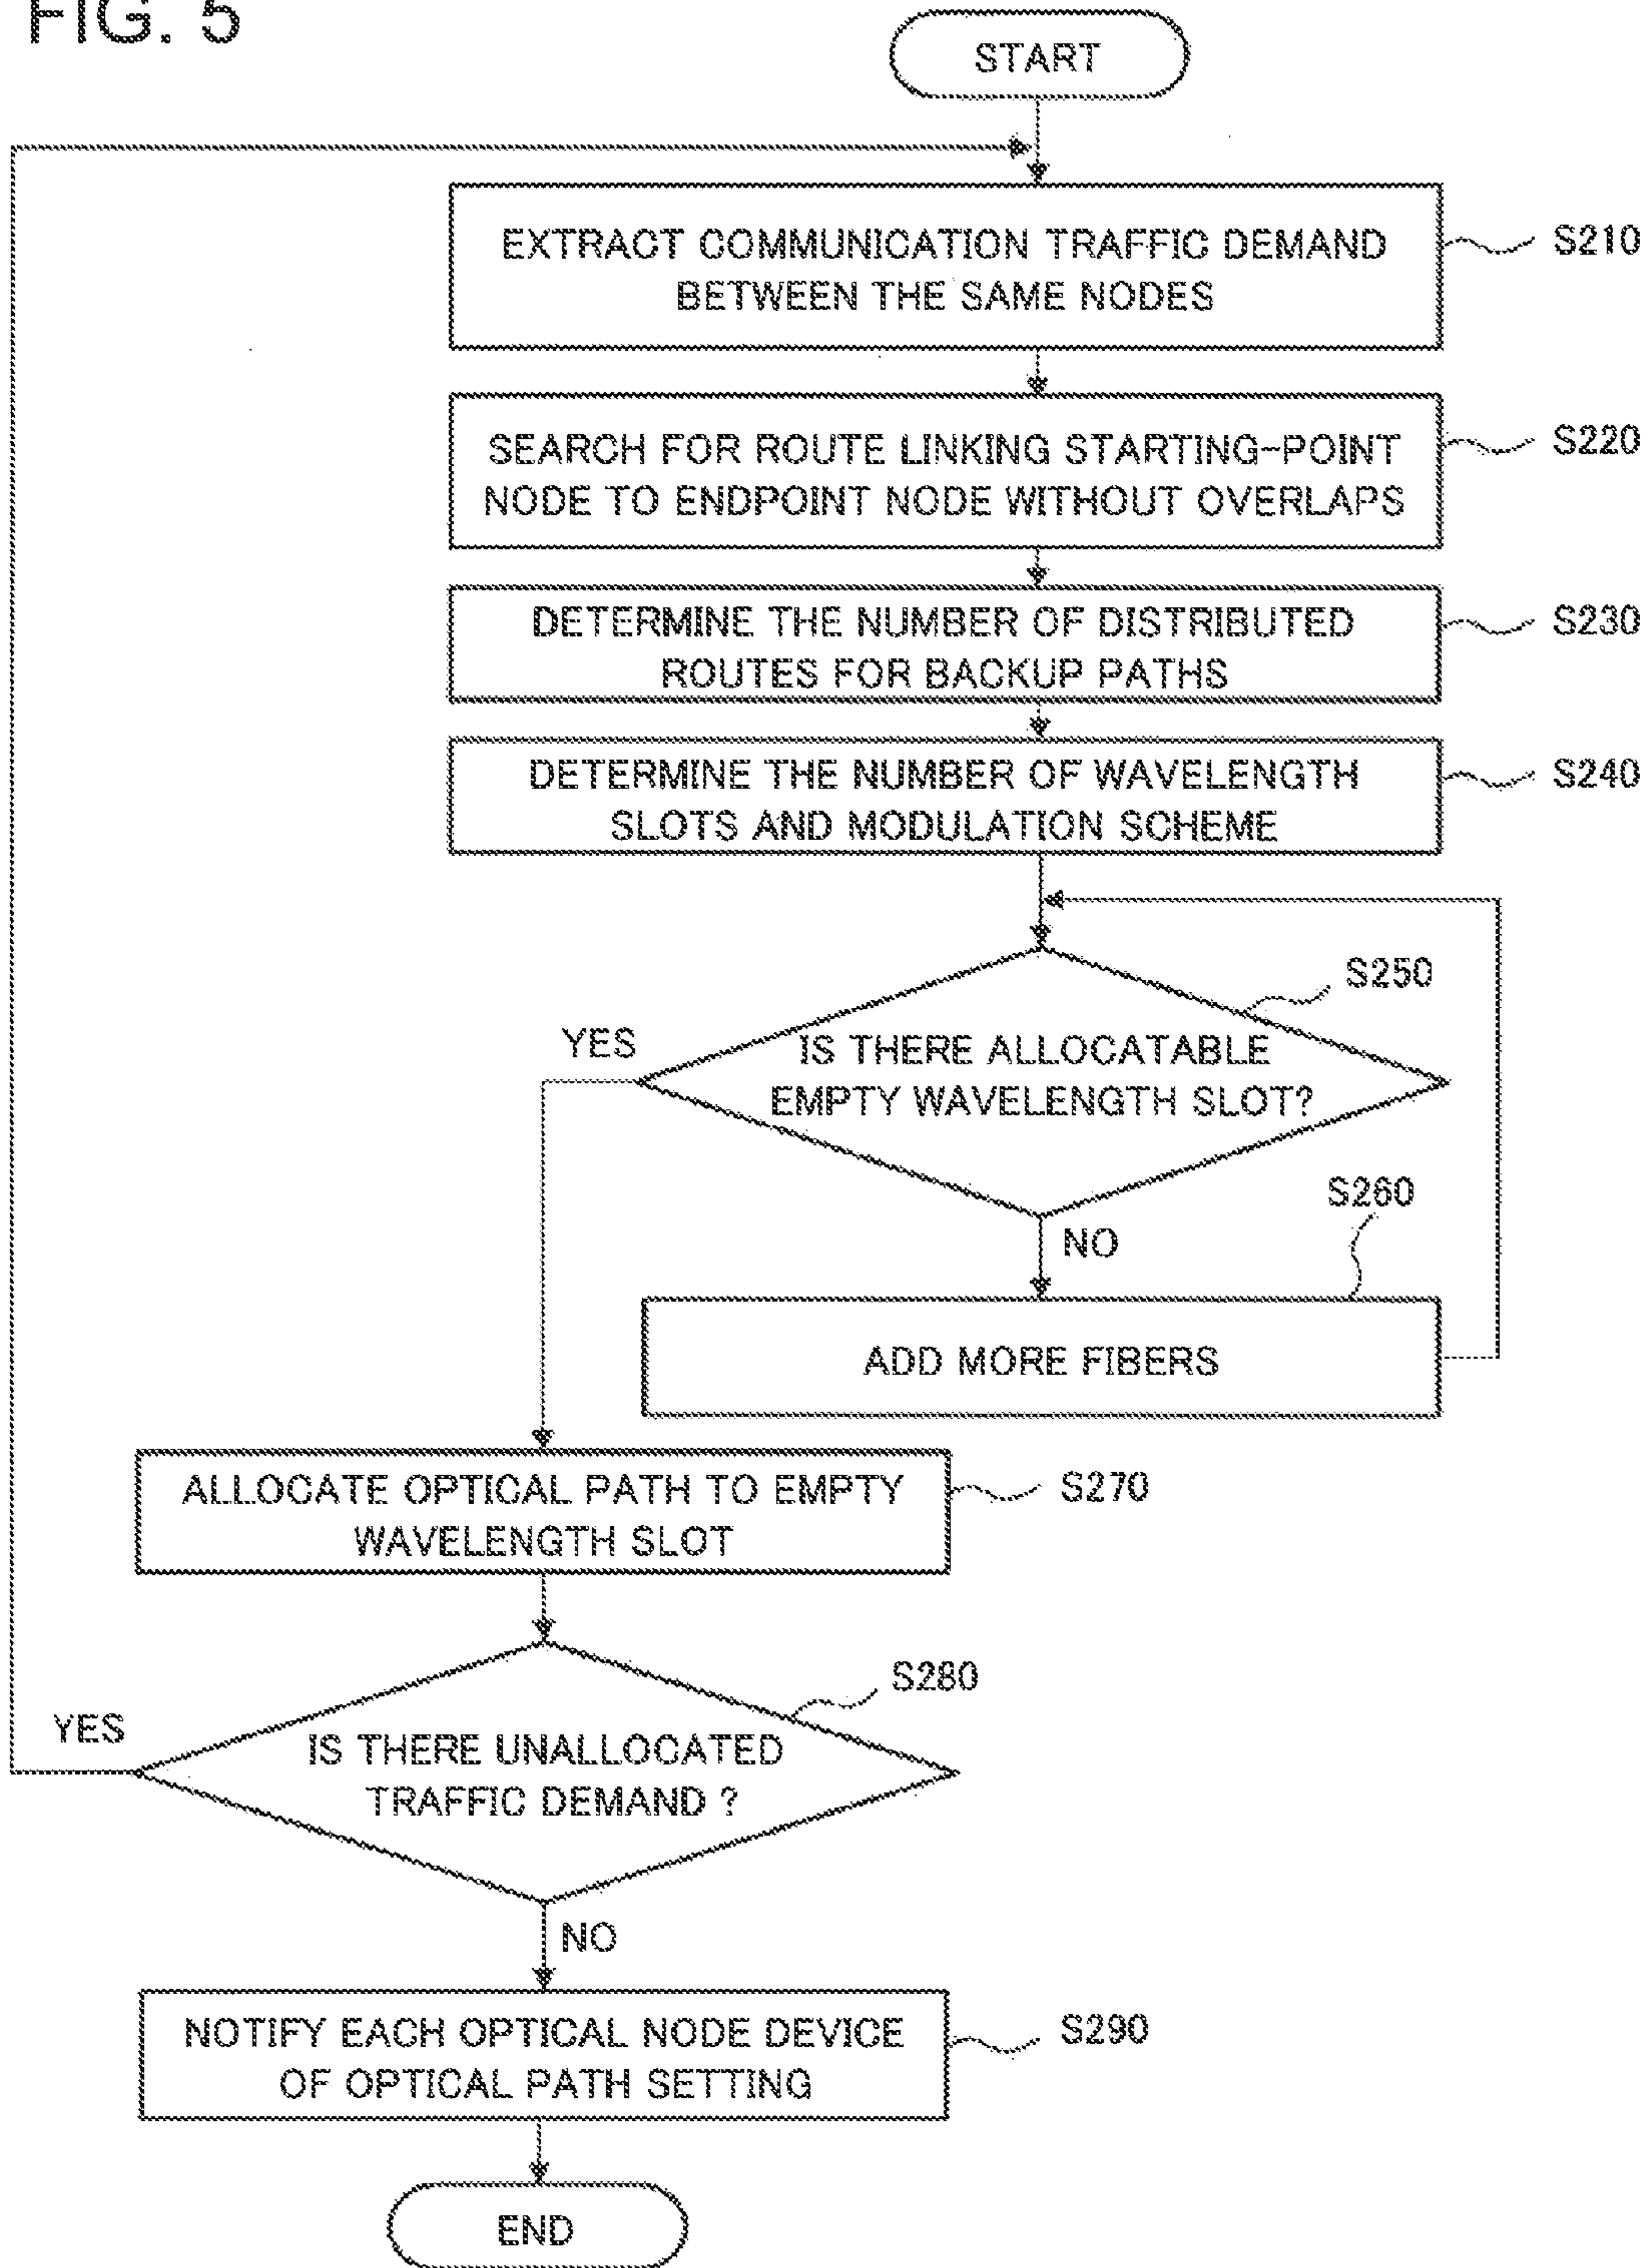 FIG. 5
START
EXTRACT COMMUNICATION TRAFFIC DEMAND
BETWEEN THE SAME NODES
S210
SEARCH FOR ROUTE LINKING STARTING-POINT
NODE TO ENDPOINT NODE WITHOUT OVERLAPS
S220
DETERMINE THE NUMBER OF DISTRIBUTED
ROUTES FOR BACKUP PATHS
S230
DETERMINE THE NUMBER OF WAVELENGTH
SLOTS AND MODULATION SCHEME
S240
S250
YES
IS THERE ALLOCATABLE
EMPTY WAVELENGTH SLOT?
NO
S260
ADD MORE FIBERS
ALLOCATE OPTICAL PATH TO EMPTY
WAVELENGTH SLOT
S270
S280
YES
IS THERE UNALLOCATED
TRAFFIC DEMAND ?
NO
NOTIFY EACH OPTICAL NODE DEVICE
OF OPTICAL PATH SETTING
S290
END